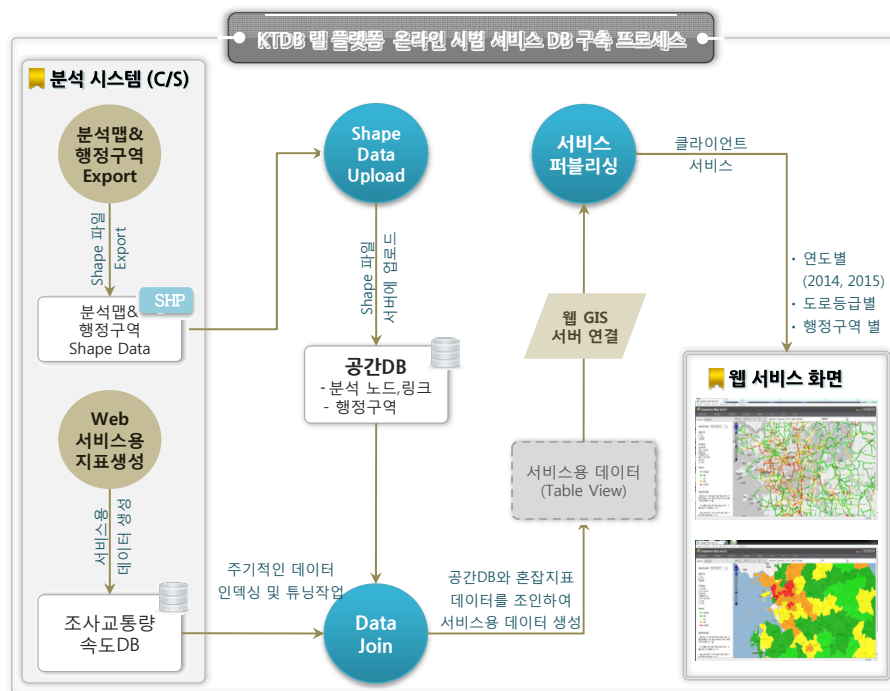 KTDB 랩 플랫폼 온라인 시범 서비스 DB 구축 프로세스
분석 시스템 (C/S)
분석맵&
행정구역
Export
Shape 파일
Export
분석맵&
행정구역
Shape Data
SHP
Web
서비스용
지표생성
서비스용
데이터 생성
조사교통량
속도DB
Shape
Data
Upload
Shape 파일
서버에 업로드
공간DB
- 분석 노드,링크
- 행정구역
주기적인 데이터
인덱싱 및 튜닝작업
Data
Join
공간DB와 혼잡지표
데이터를 조인하여
서비스용 데이터 생성
서비스용 데이터
(Table View)
웹 GIS
서버 연결
서비스
퍼블리싱
클라이언트
서비스
• 연도별
(2014, 2015)
• 도로등급별
• 행정구역 별
웹 서비스 화면